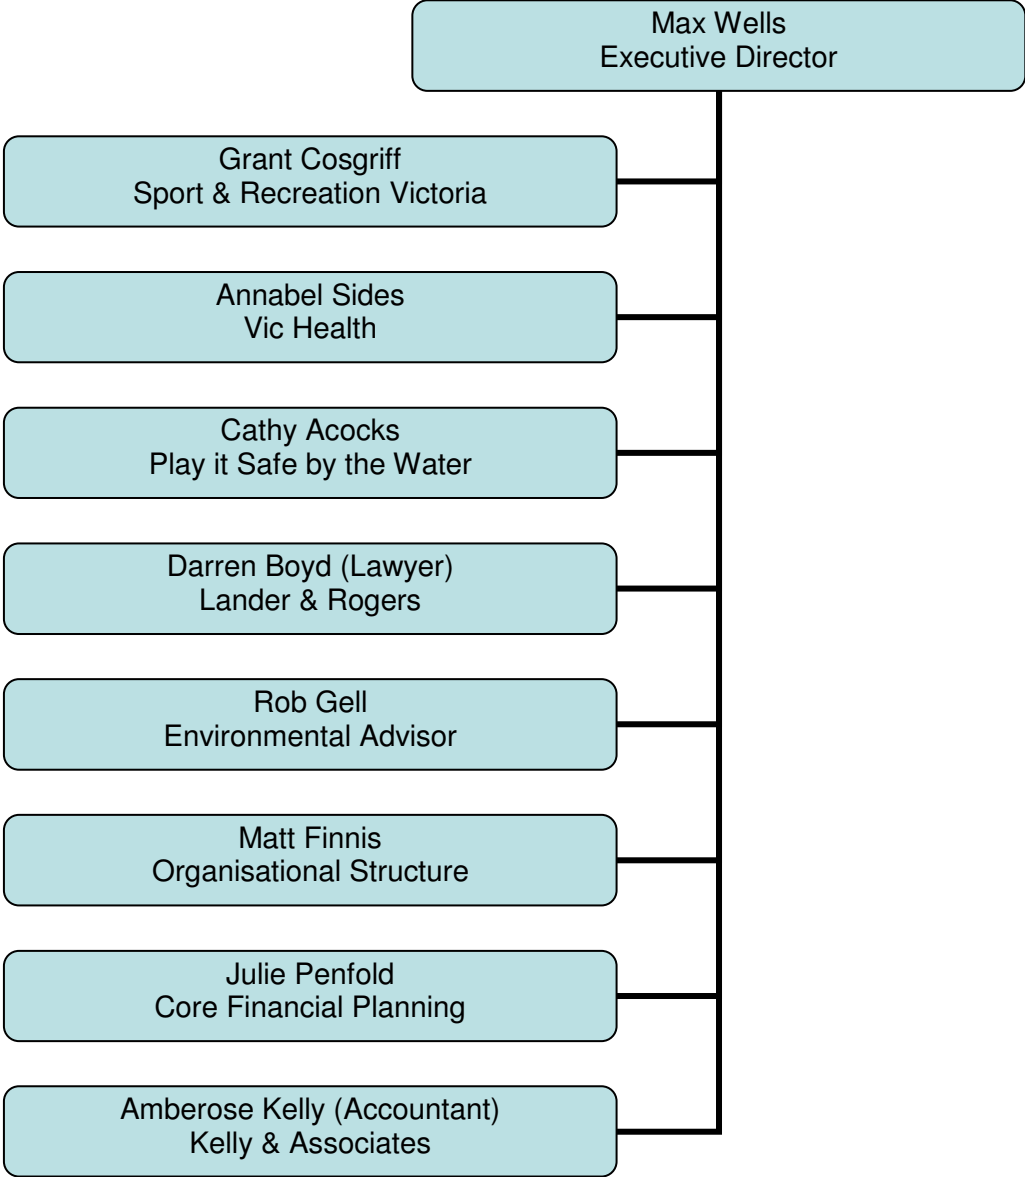 Max Wells
Executive Director
Grant Cosgriff
Sport & Recreation Victoria
Annabel Sides
Vic Health
Cathy Acocks
Play it Safe by the Water
Darren Boyd (Lawyer)
Lander & Rogers
Rob Gell
Environmental Advisor
Matt Finnis
Organisational Structure
Julie Penfold
Core Financial Planning
Amberose Kelly (Accountant)
Kelly & Associates